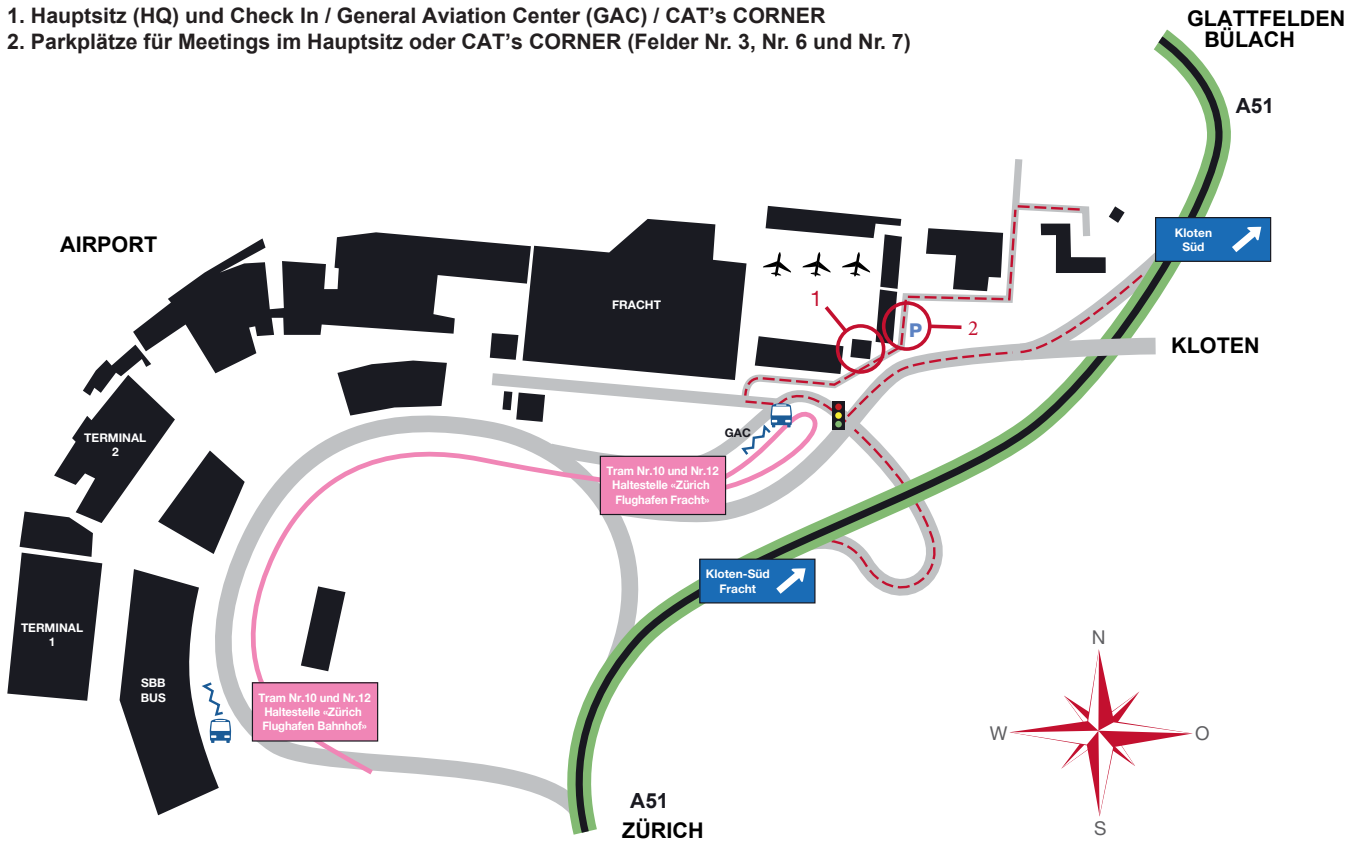 1. Hauptsitz (HQ) und Check In / General Aviation Center (GAC) / CAT's CORNER
2. Parkplätze für Meetings im Hauptsitz oder CAT's CORNER (Felder Nr. 3, Nr. 6 und Nr. 7)
GLATTFELDEN
BÜLACH
A51
AIRPORT
Kloten
Süd
FRACHT
1
P
2
KLOTEN
TERMINAL
2
GAC
Tram Nr.10 und Nr.12
Haltestelle «Zürich
Flughafen Fracht»
Kloten-Süd
Fracht
TERMINAL
1
SBB
BUS
Tram Nr.10 und Nr.12
Haltestelle «Zürich
Flughafen Bahnhof»
N
W
O
S
A51
ZÜRICH